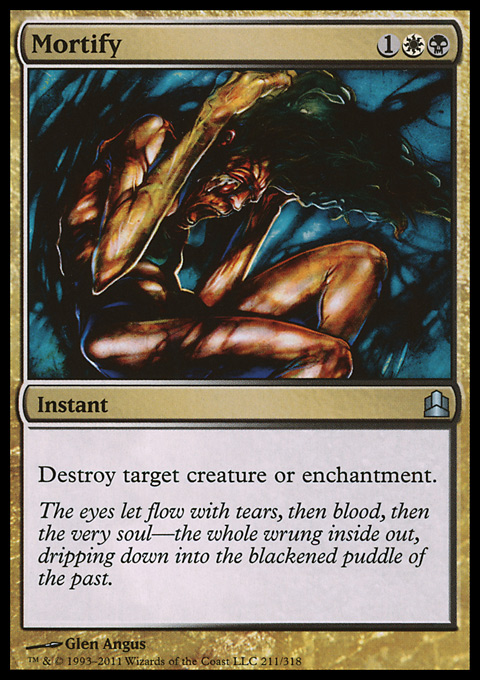 Mortify 1
Instant
Destroy target creature or enchantment.
The eyes let flow with tears, then blood, then
the very soul—the whole wrung inside out,
dripping down into the blackened puddle of
the past.
Glen Angus
™ & © 1993–2011 Wizards of the Coast LLC 211/318